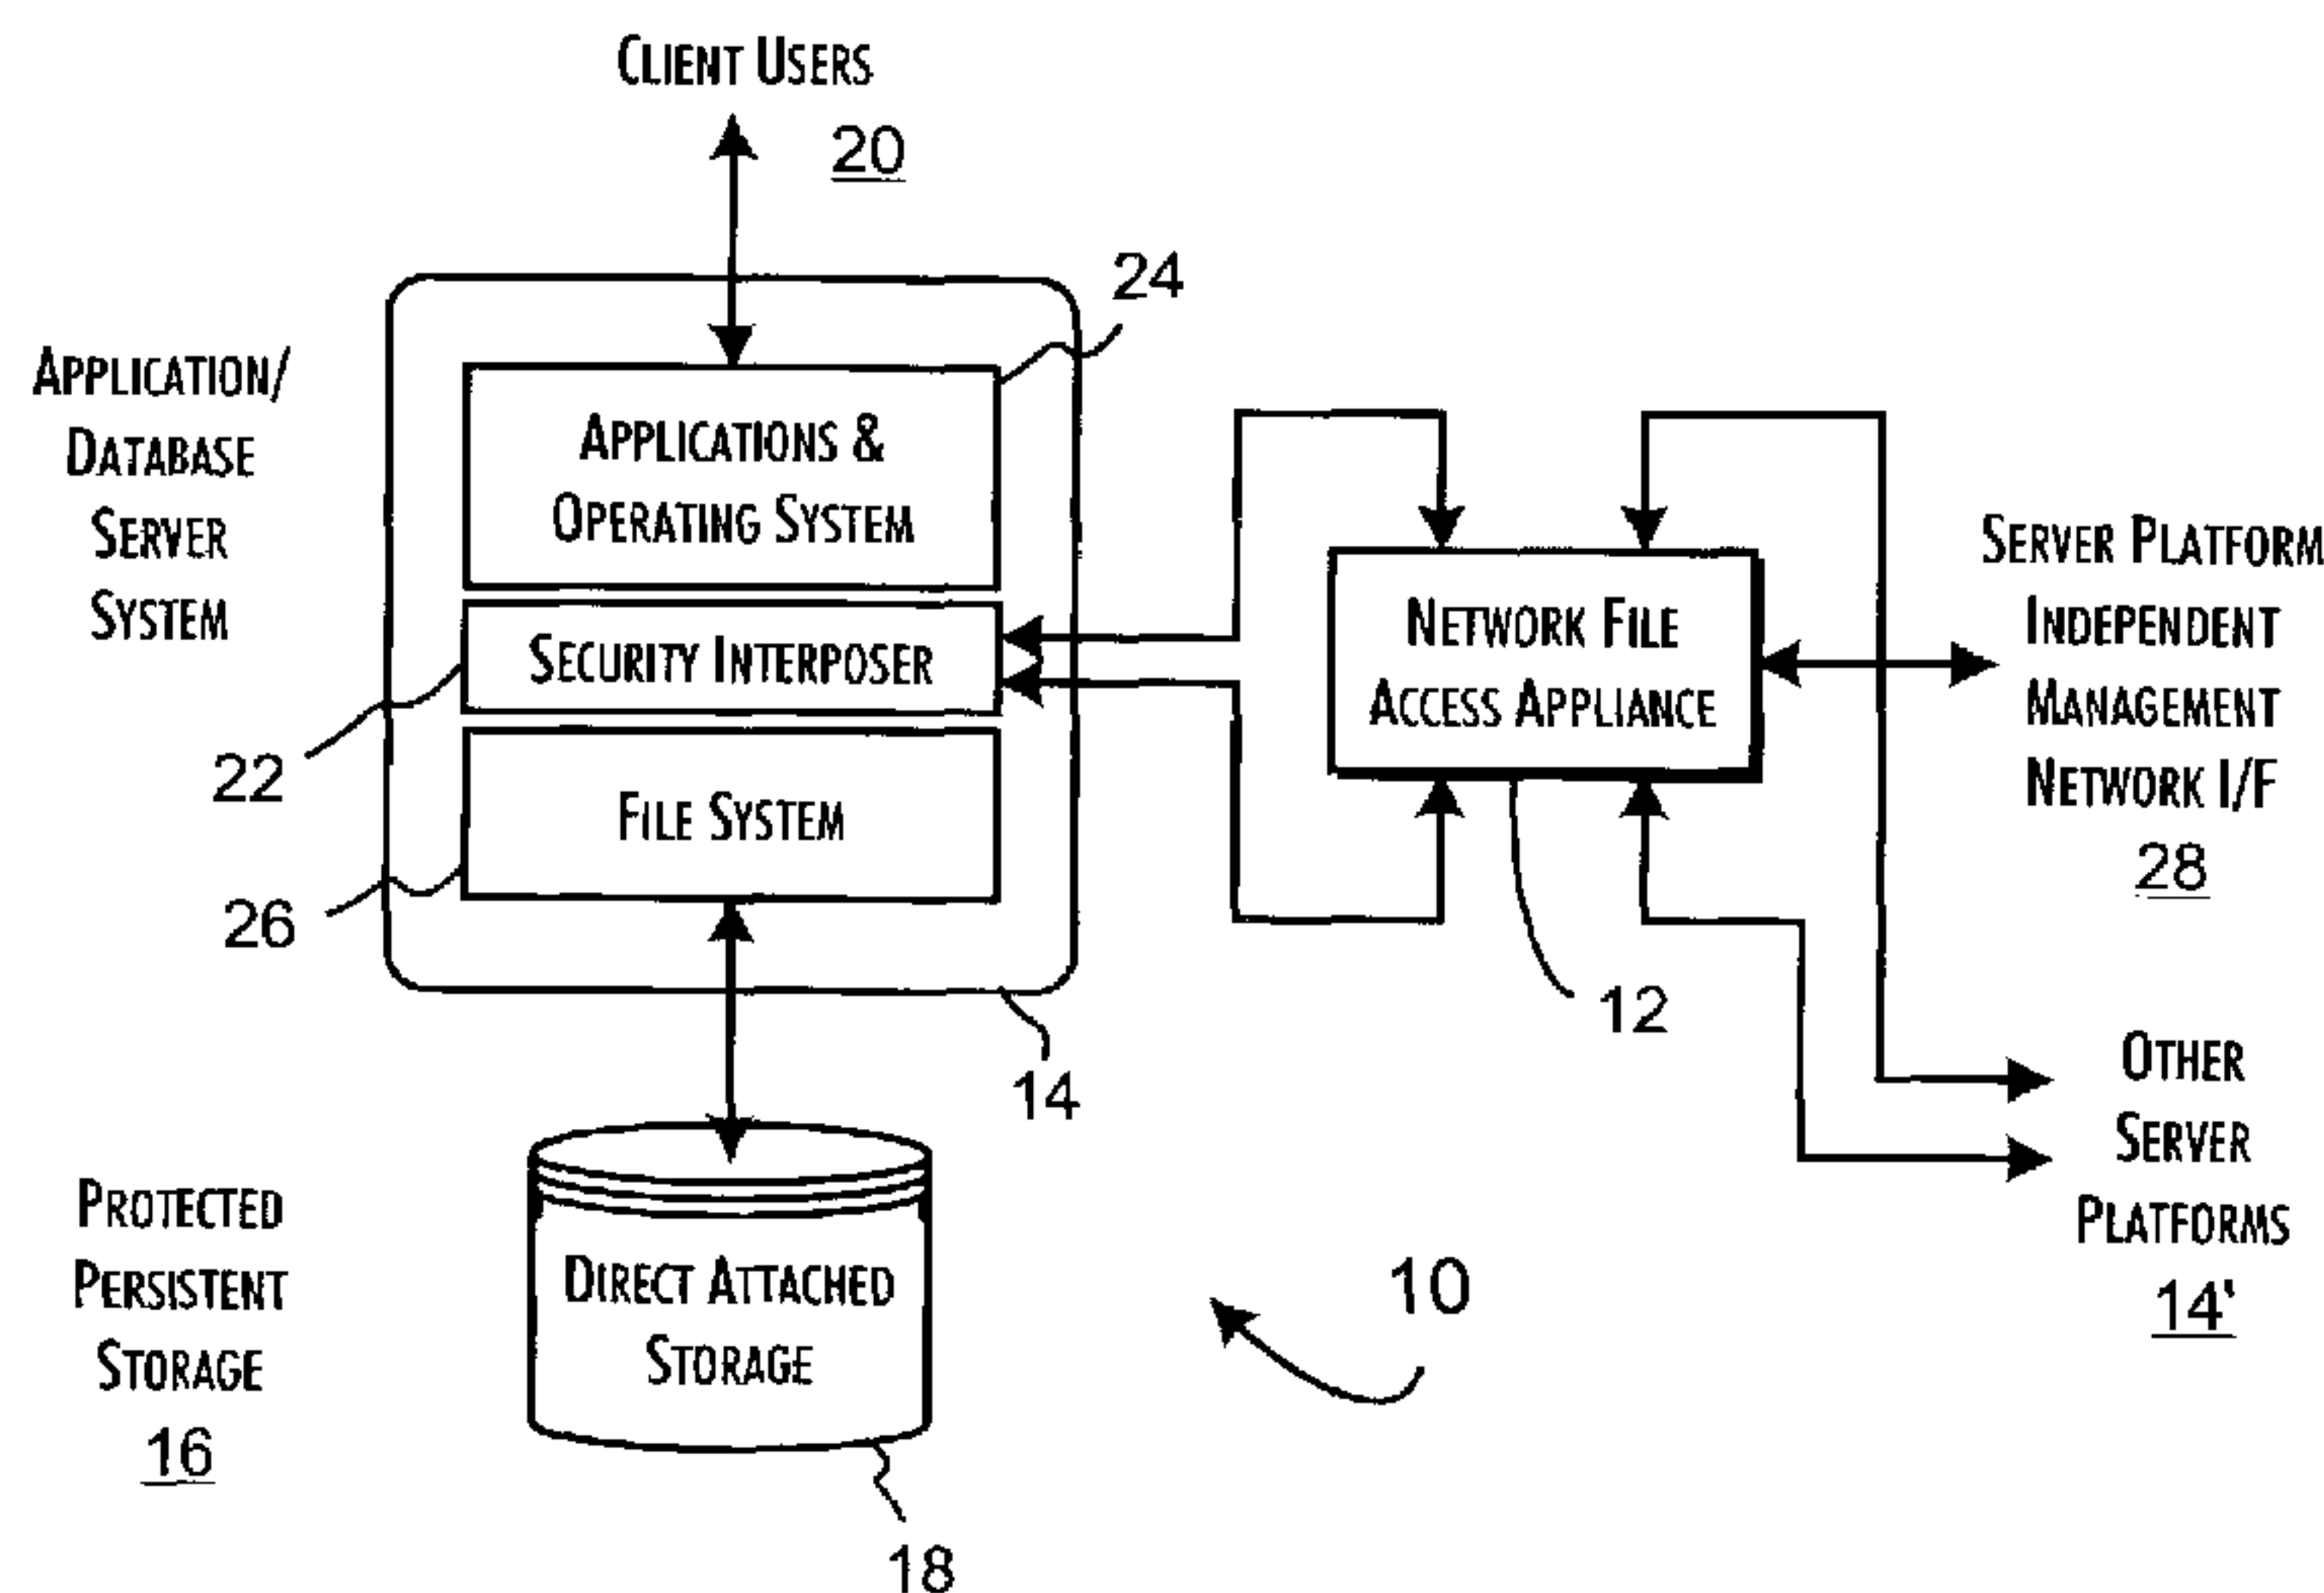 CLIENT USERS
20
24
APPLICATION/
DATABASE
SERVER
SYSTEM
APPLICATIONS &
OPERATING SYSTEM
SECURITY INTERPOSER
FILE SYSTEM
22
26
14
NETWORK FILE
ACCESS APPLIANCE
12
SERVER PLATFORM
INDEPENDENT
MANAGEMENT
NETWORK I/F
28
OTHER
SERVER
PLATFORMS
14'
PROTECTED
PERSISTENT
STORAGE
16
DIRECT ATTACHED
STORAGE
18
10